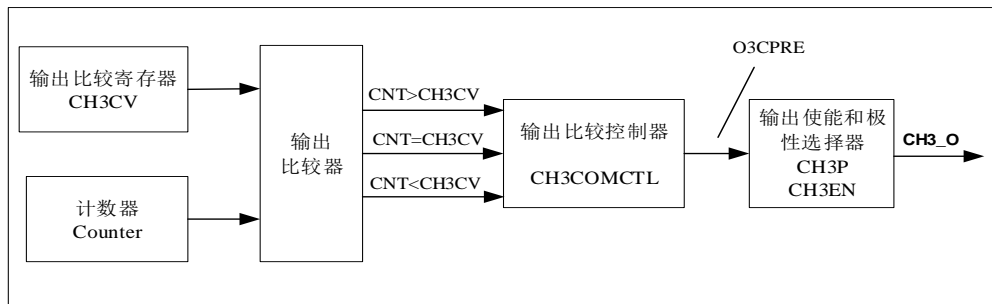 O3CPRE
输出比较寄存器
CH3CV
计数器
Counter
输出
比较器
CNT>CH3CV
CNT=CH3CV
CNT<CH3CV
输出比较控制器
CH3COMCTL
输出使能和极
性选择器
CH3P
CH3EN
CH3_O